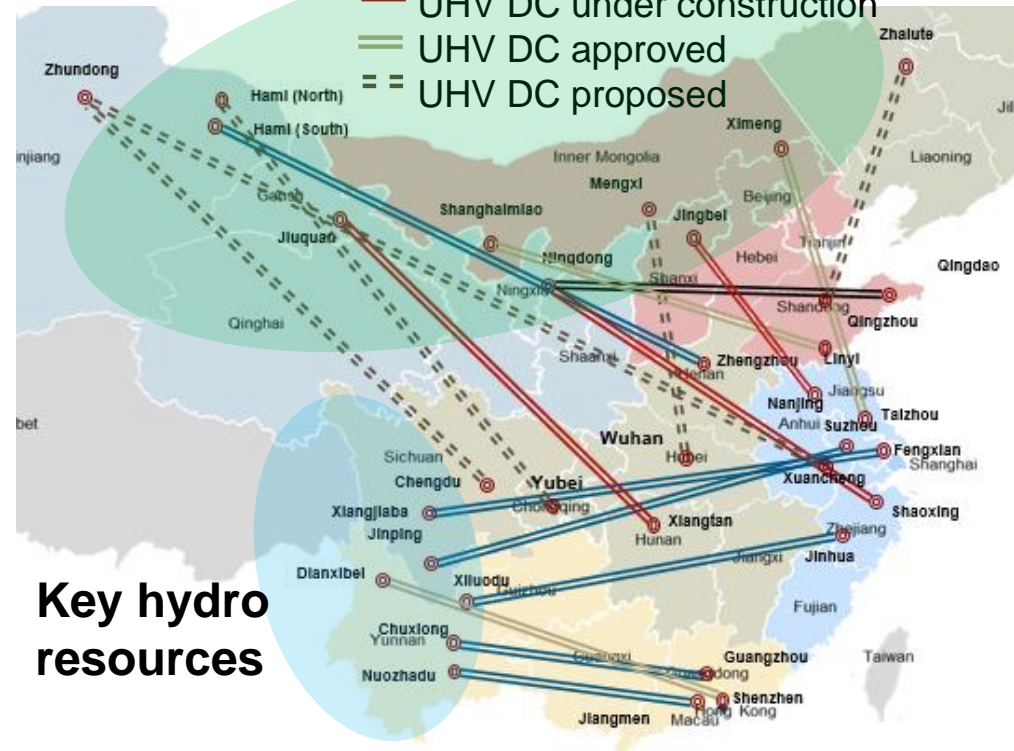 UHV DC under construction
UHV DC approved
UHV DC proposed
Zhalute
Zhundong
Hami (North)
Hami (South)
Ximeng
injiang
Inner Mongolia
Liaoning
Mengxi
Beijing
Gansu
Shanghaimiao
Jingbei
Jiuquan
Tianjin
Ningdong
Hebei
Shanxi
Qingdao
Ningxia
Shandong
Qinghai
Qingzhou
Shaanxi
Zhengzhou
Linyi
Henan
Nanjing
Jiangsu
bet
Anhui
Suzhou
Taizhou
Wuhan
Sichuan
Hubei
Fengxian
Shanghai
Chengdu
Yubei
Xuancheng
Xiangjiaba
Chongqing
Shaoxing
Jinping
Xiangtan
Hunan
Zhejiang
Jiangxi
Jinhua
Dianxibei
Xiluodu
Guizhou
Key hydro
resources
Fujian
Chuxiong
Yunnan
Guangxi
Guangzhou
Guangdong
Taiwan
Nuozhadu
Shenzhen
Hong Kong
Jiangmen
Macau